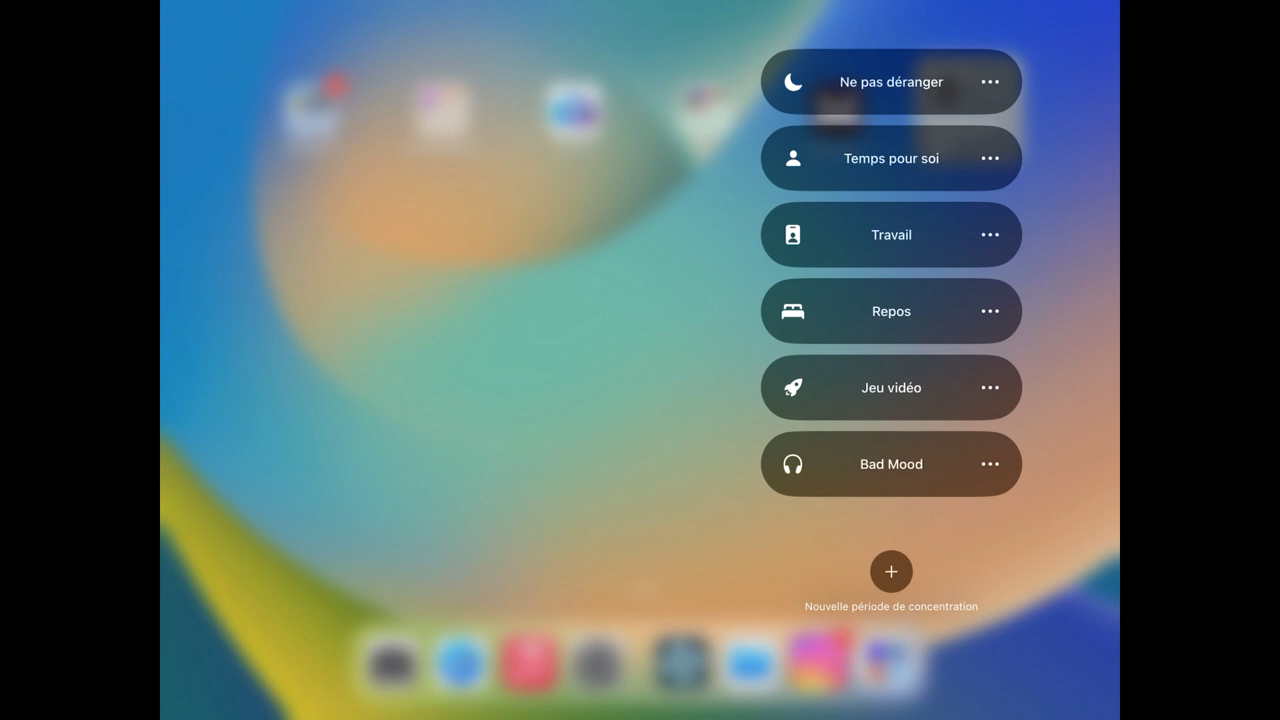 Ne pas déranger
Temps pour soi
Travail
Repos
Jeu vidéo
Bad Mood
Nouvelle période de concentration